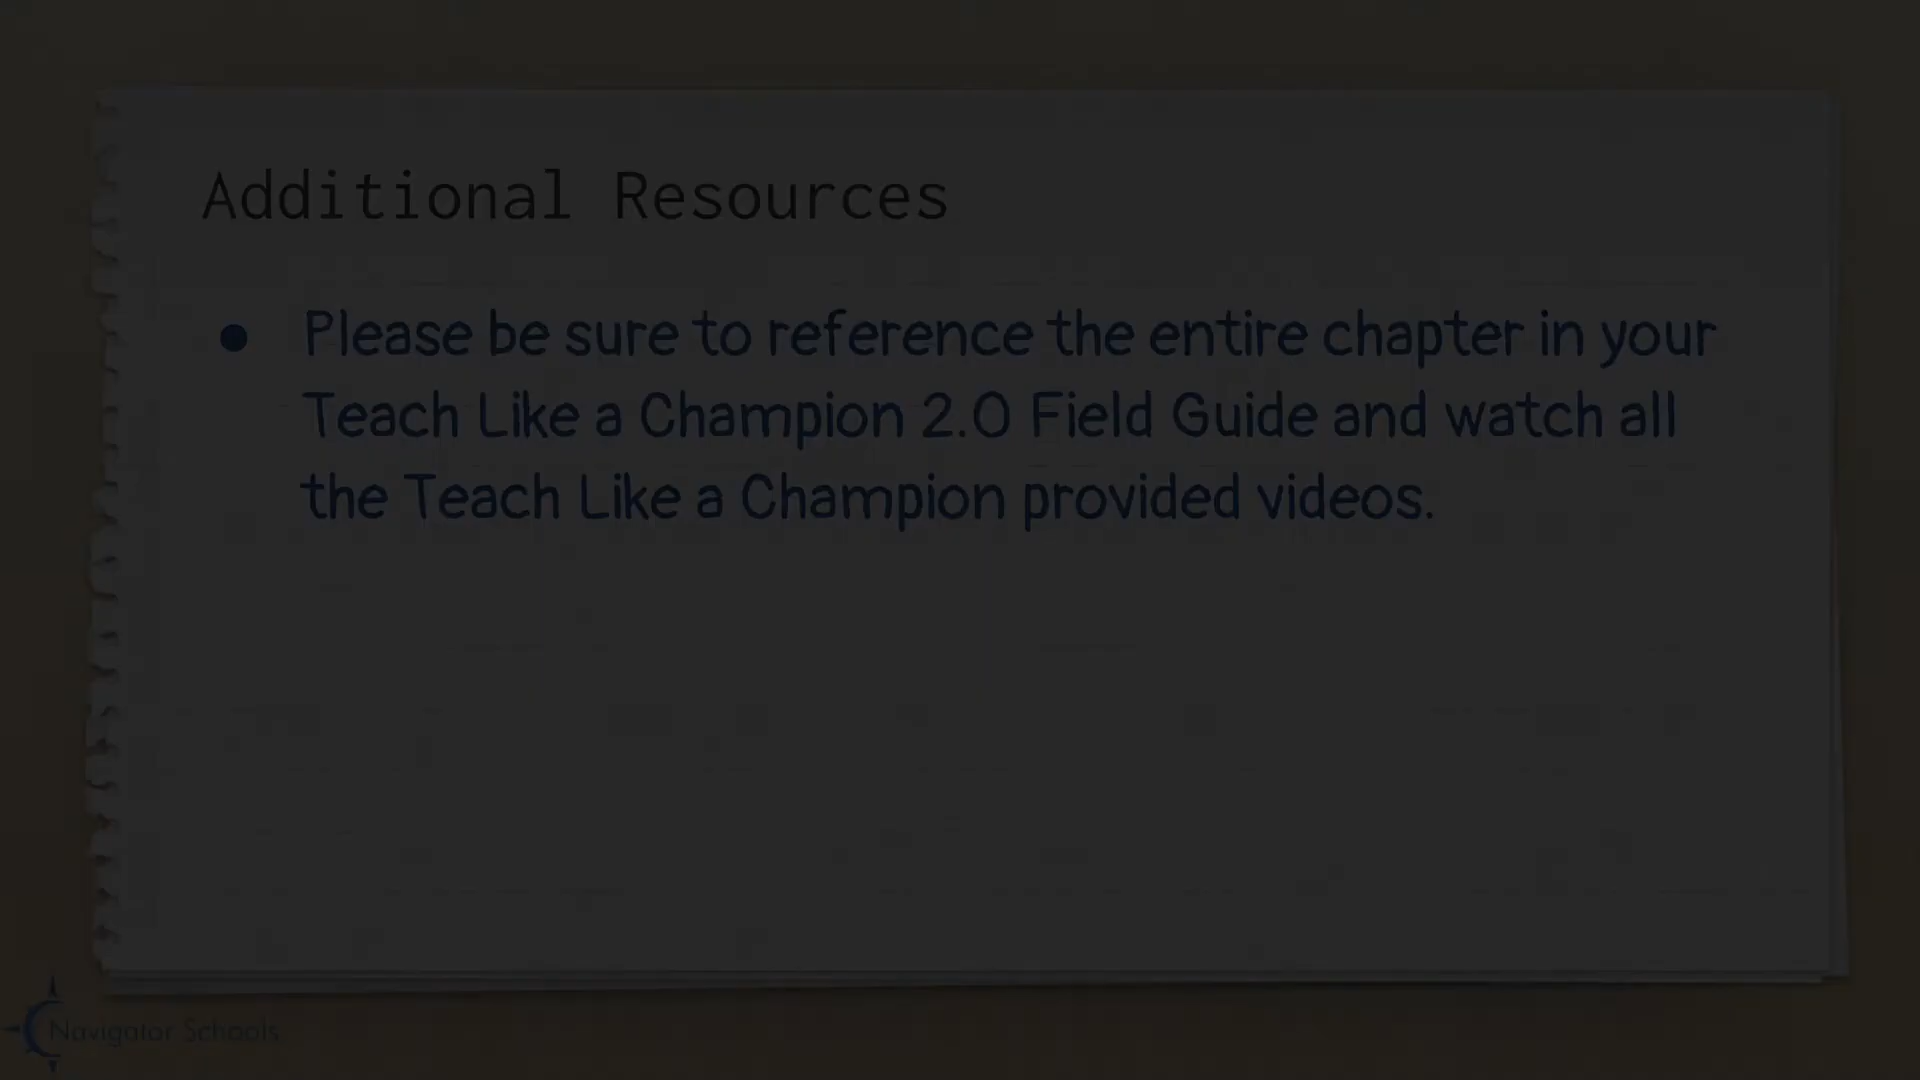 Additional Resources
● Please be sure to reference the entire chapter in your
Teach Like a Champion 2.0 Field Guide and watch all
the Teach Like a Champion provided videos.
Navigator Schools